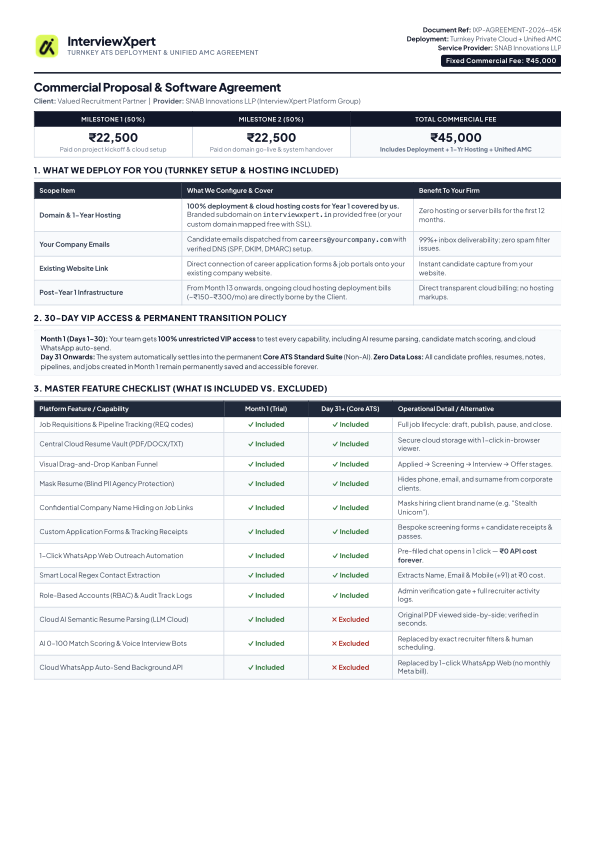 InterviewXpert
TURNKEY ATS DEPLOYMENT & UNIFIED AMC AGREEMENT
Document Ref: IXP-AGREEMENT-2026-45K
Deployment: Turnkey Private Cloud + Unified AMC
Service Provider: SNAB Innovations LLP
Fixed Commercial Fee: ₹45,000
Commercial Proposal & Software Agreement
Client: Valued Recruitment Partner | Provider: SNAB Innovations LLP (InterviewXpert Platform Group)
MILESTONE 1 (50%) MILESTONE 2 (50%) TOTAL COMMERCIAL FEE
₹22,500 ₹22,500 ₹45,000
Paid on project kickoff & cloud setup Paid on domain go-live & system handover Includes Deployment + 1-Yr Hosting + Unified AMC
1. WHAT WE DEPLOY FOR YOU (TURNKEY SETUP & HOSTING INCLUDED)
Scope Item What We Configure & Cover Benefit To Your Firm
Domain & 1-Year Hosting
100% deployment & cloud hosting costs for Year 1 covered by us.
Branded subdomain on interviewxpert.in provided free (or your
custom domain mapped free with SSL).
Zero hosting or server bills for the first 12
months.
Your Company Emails
Candidate emails dispatched from careers@yourcompany.com with
verified DNS (SPF, DKIM, DMARC) setup.
99%+ inbox deliverability; zero spam filter
issues.
Existing Website Link
Direct connection of career application forms & job portals onto your
existing company website.
Instant candidate capture from your
website.
Post-Year 1 Infrastructure
From Month 13 onwards, ongoing cloud hosting deployment bills
(~₹150–₹300/mo) are directly borne by the Client.
Direct transparent cloud billing; no hosting
markups.
2. 30-DAY VIP ACCESS & PERMANENT TRANSITION POLICY
Month 1 (Days 1–30): Your team gets 100% unrestricted VIP access to test every capability, including AI resume parsing, candidate match scoring, and cloud
WhatsApp auto-send.
Day 31 Onwards: The system automatically settles into the permanent Core ATS Standard Suite (Non-AI). Zero Data Loss: All candidate profiles, resumes, notes,
pipelines, and jobs created in Month 1 remain permanently saved and accessible forever.
3. MASTER FEATURE CHECKLIST (WHAT IS INCLUDED VS. EXCLUDED)
Platform Feature / Capability Month 1 (Trial) Day 31+ (Core ATS) Operational Detail / Alternative
Job Requisitions & Pipeline Tracking (REQ codes) ✓ Included ✓ Included Full job lifecycle: draft, publish, pause, and close.
Central Cloud Resume Vault (PDF/DOCX/TXT) ✓ Included ✓ Included Secure cloud storage with 1-click in-browser
viewer.
Visual Drag-and-Drop Kanban Funnel ✓ Included ✓ Included Applied → Screening → Interview → Offer stages.
Mask Resume (Blind PII Agency Protection) ✓ Included ✓ Included Hides phone, email, and surname from corporate
clients.
Confidential Company Name Hiding on Job Links ✓ Included ✓ Included Masks hiring client brand name (e.g. "Stealth
Unicorn").
Custom Application Forms & Tracking Receipts ✓ Included ✓ Included Bespoke screening forms + candidate receipts &
passes.
1-Click WhatsApp Web Outreach Automation ✓ Included ✓ Included Pre-filled chat opens in 1 click — ₹0 API cost
forever.
Smart Local Regex Contact Extraction ✓ Included ✓ Included Extracts Name, Email & Mobile (+91) at ₹0 cost.
Role-Based Accounts (RBAC) & Audit Track Logs ✓ Included ✓ Included Admin verification gate + full recruiter activity
logs.
Cloud AI Semantic Resume Parsing (LLM Cloud) ✓ Included ✕ Excluded Original PDF viewed side-by-side; verified in
seconds.
AI 0-100 Match Scoring & Voice Interview Bots ✓ Included ✕ Excluded Replaced by exact recruiter filters & human
scheduling.
Cloud WhatsApp Auto-Send Background API ✓ Included ✕ Excluded Replaced by 1-click WhatsApp Web (no monthly
Meta bill).